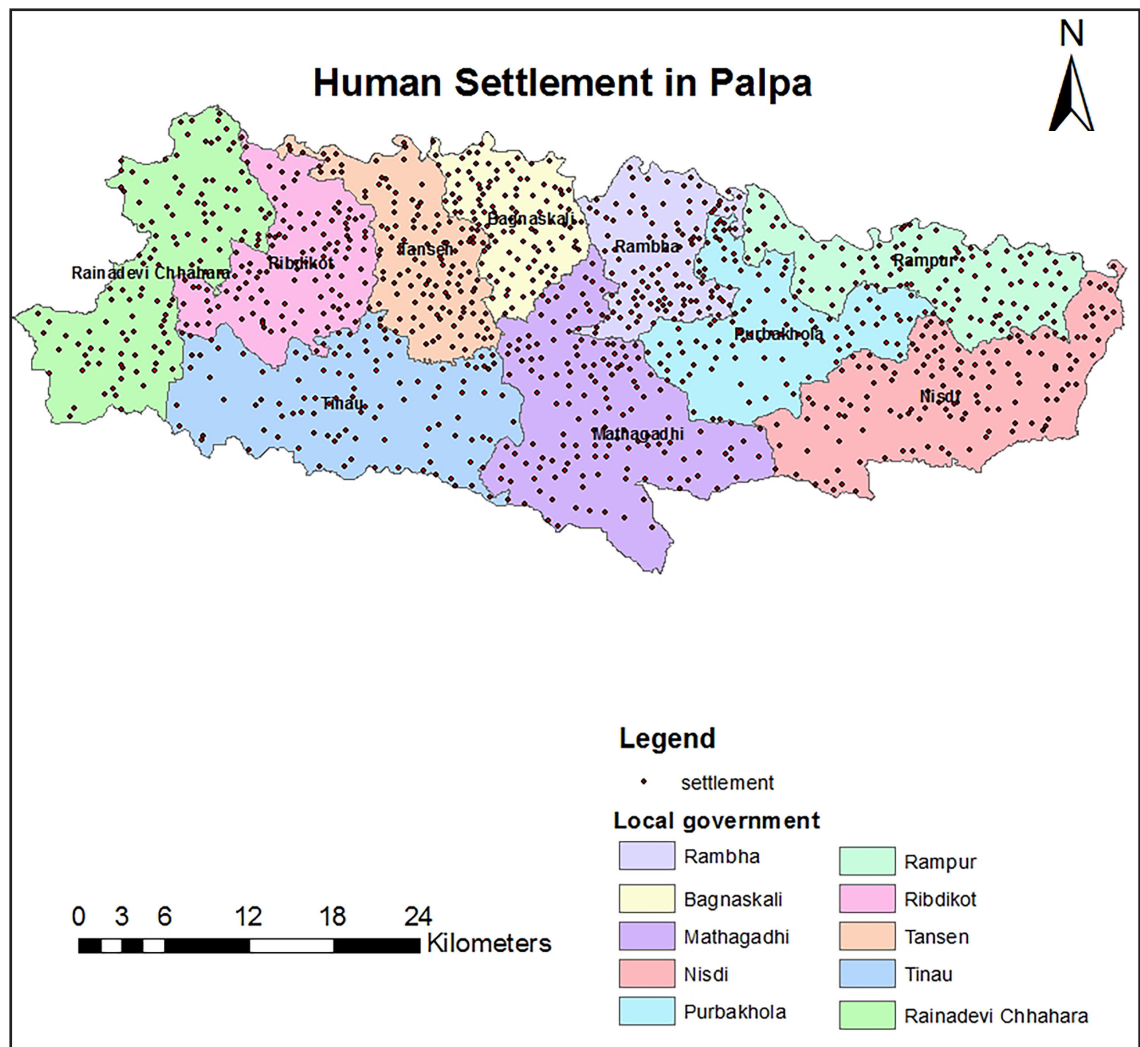 N
Human Settlement in Palpa
Bagnaskali
Rambha
Tansen
Rampur
Ribdikot
Rainadevi Chhahara
Purbakhola
Nisdi
Tinau
Mathagadhi
Legend
settlement
Local government
Rambha
Bagnaskali
Mathagadhi
Nisdi
Purbakhola
Rampur
Ribdikot
Tansen
Tinau
Rainadevi Chhahara
0 3 6 12 18 24
Kilometers